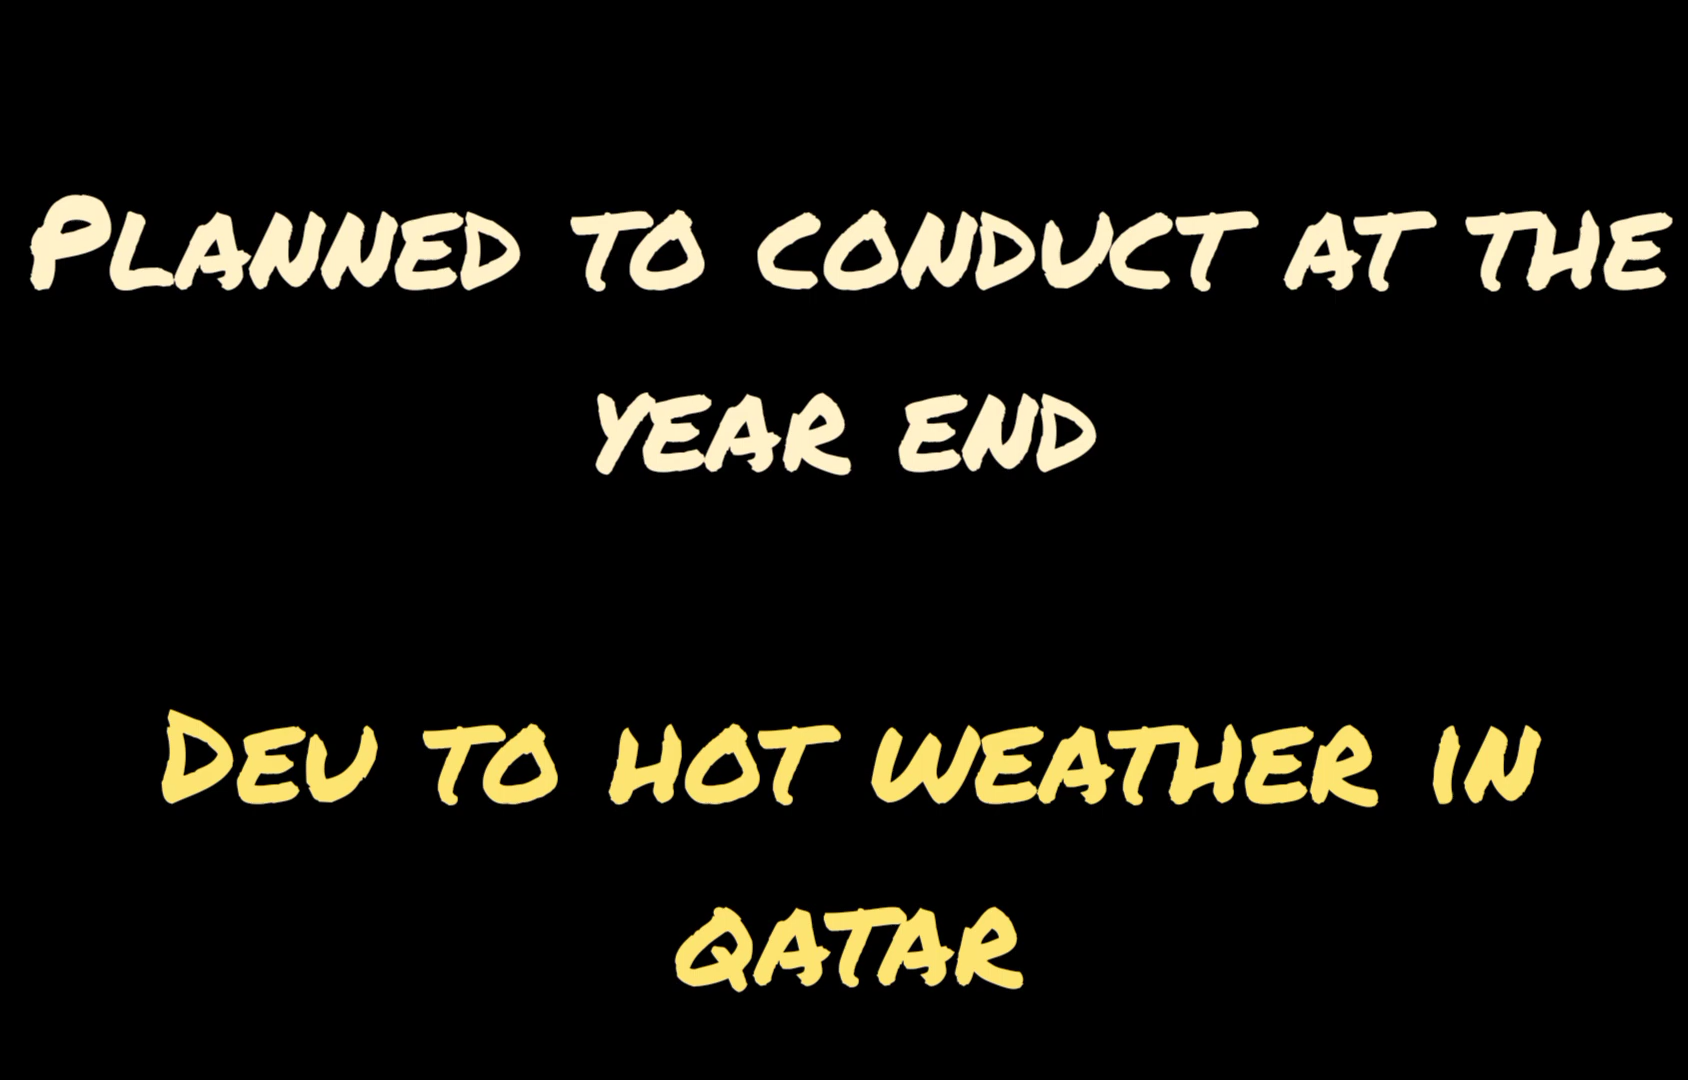 Planned to conduct at the
year end
Deu to hot weather in
qatar